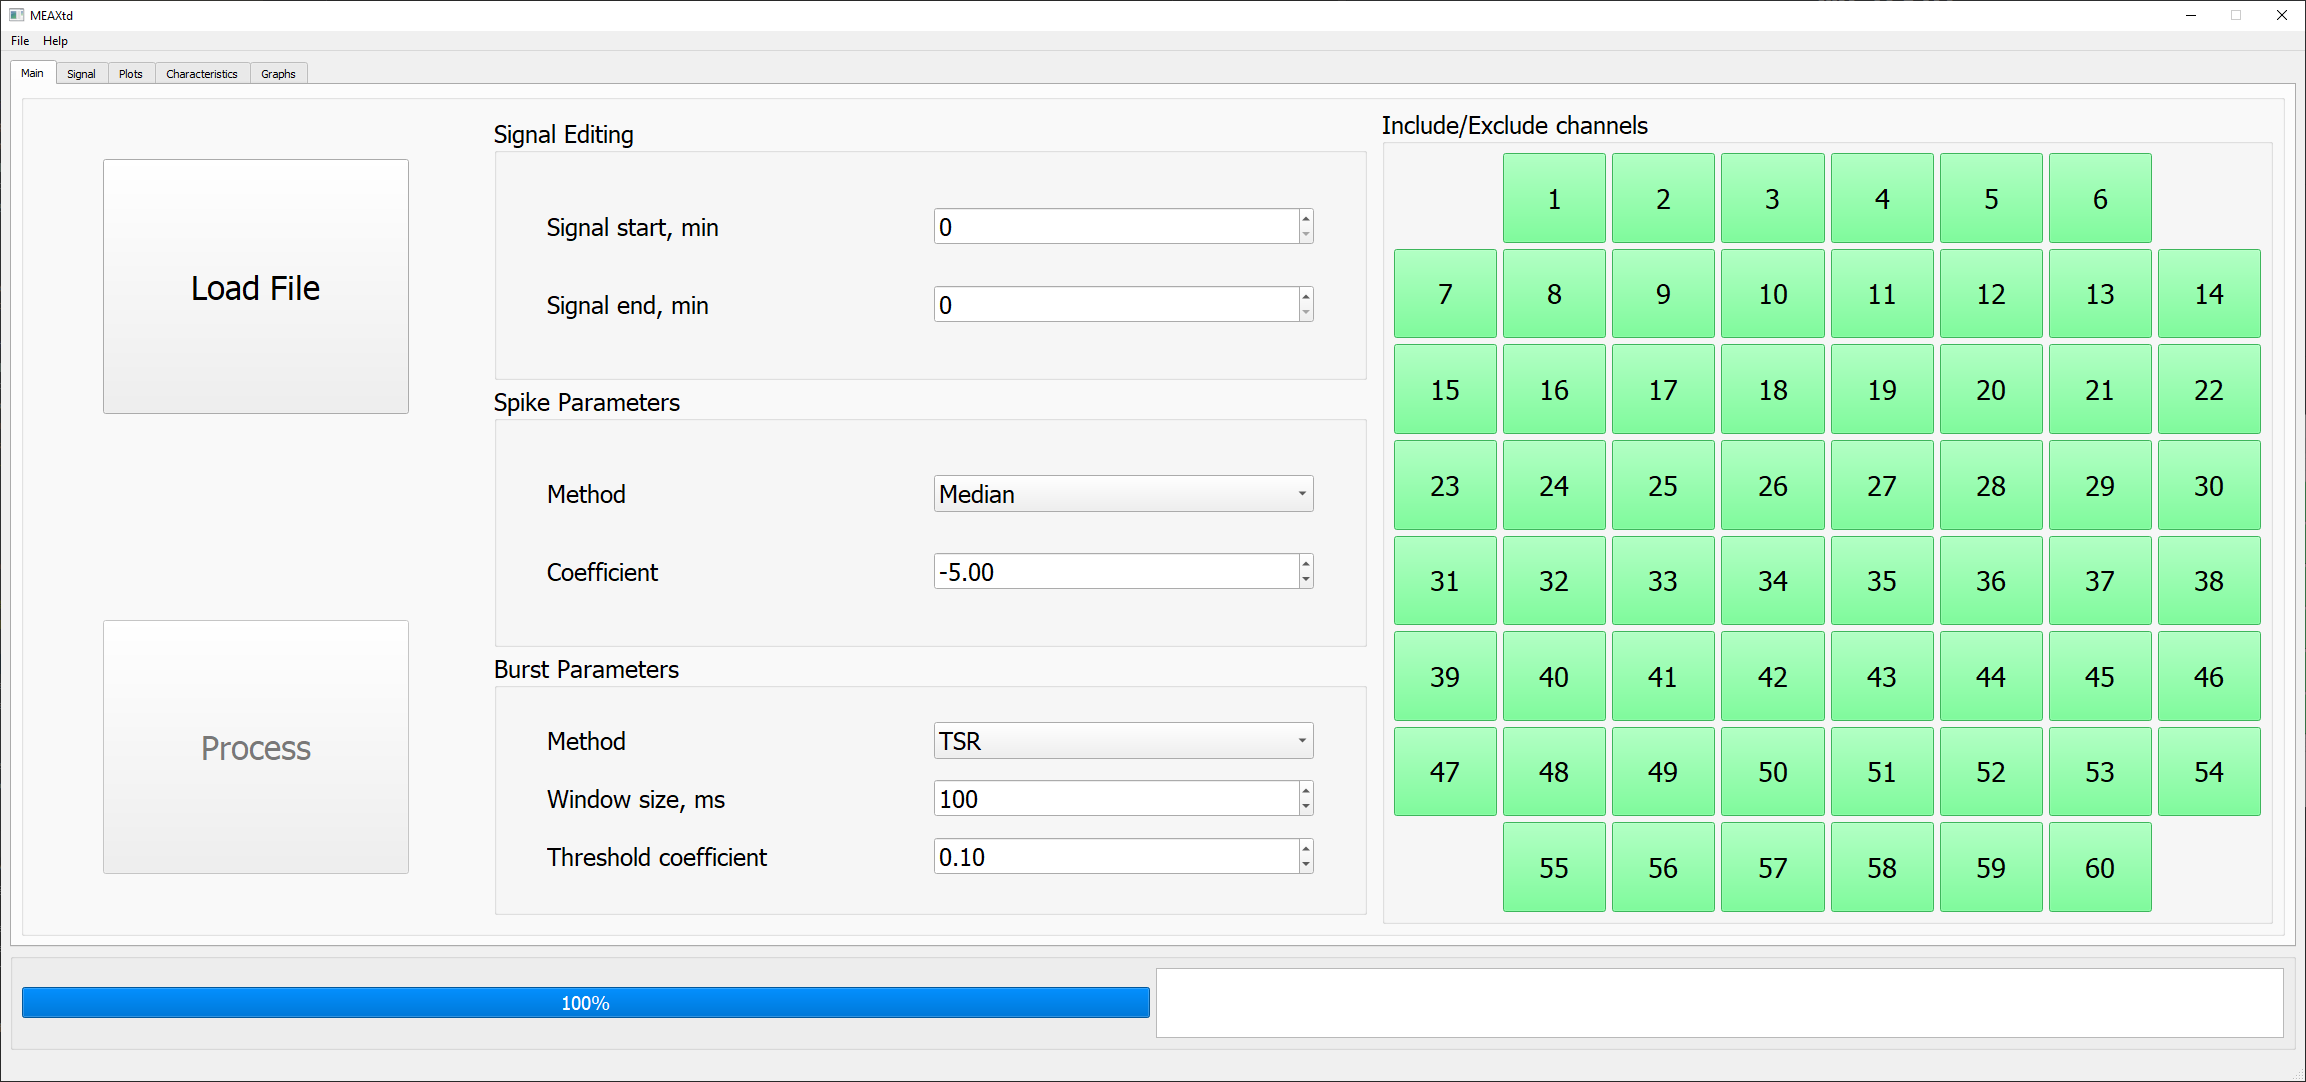 MEAXtd
File Help
Main Signal Plots Characteristics Graphs
Load File
Process
Signal Editing
Signal start, min 0
Signal end, min 0
Spike Parameters
Method Median
Coefficient -5.00
Burst Parameters
Method TSR
Window size, ms 100
Threshold coefficient 0.10
Include/Exclude channels
1 2 3 4 5 6
7 8 9 10 11 12 13 14
15 16 17 18 19 20 21 22
23 24 25 26 27 28 29 30
31 32 33 34 35 36 37 38
39 40 41 42 43 44 45 46
47 48 49 50 51 52 53 54
55 56 57 58 59 60
100%